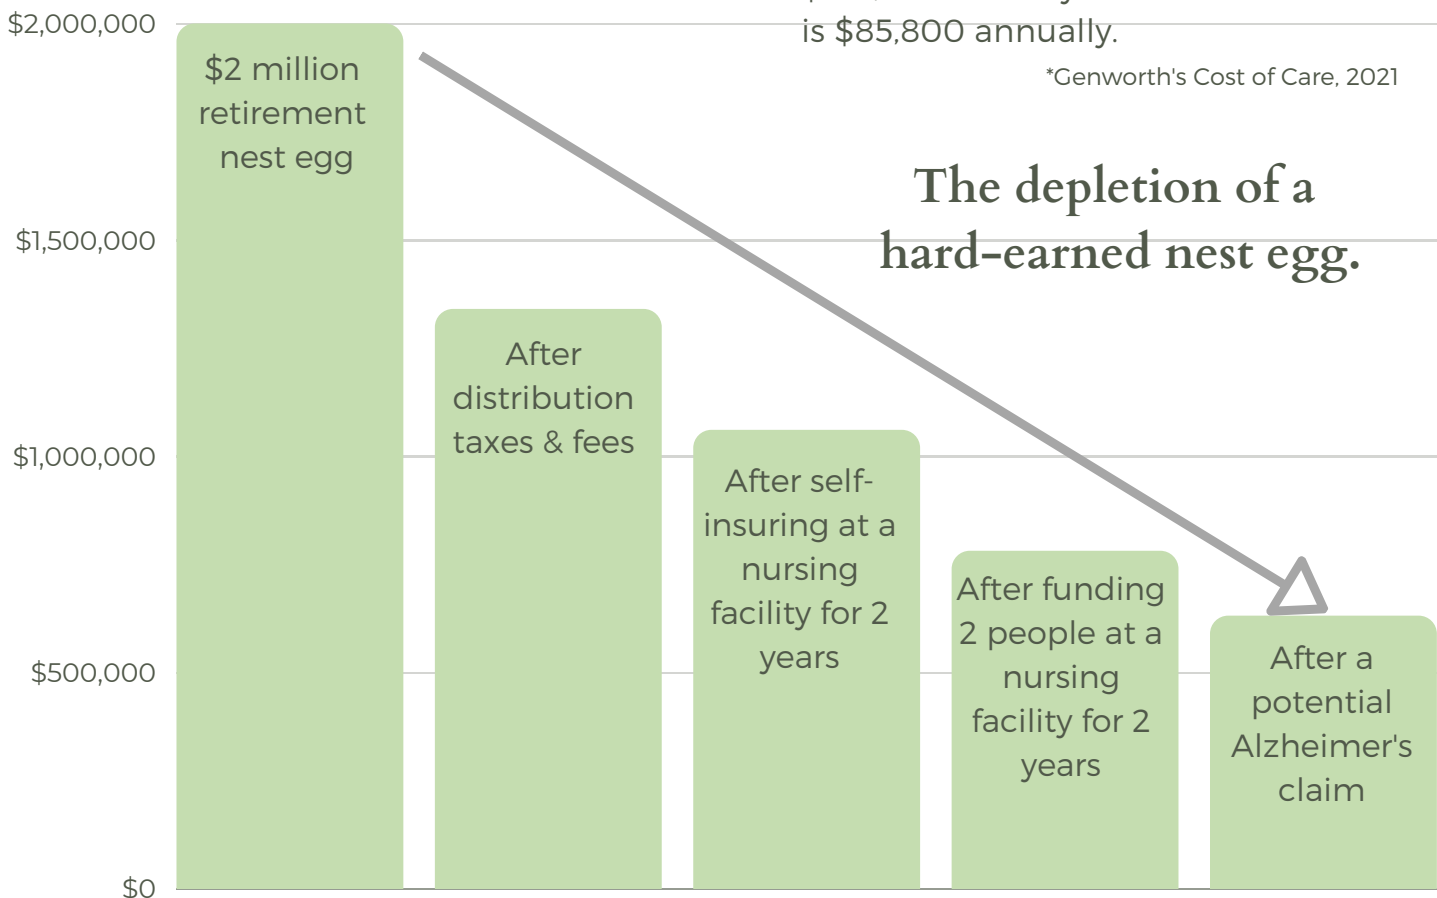 is $85,800 annually.
*Genworth's Cost of Care, 2021
The depletion of a
hard-earned nest egg.
$2,000,000
$1,500,000
$1,000,000
$500,000
$0
$2 million
retirement
nest egg
After
distribution
taxes & fees
After self-
insuring at a
nursing
facility for 2
years
After funding
2 people at a
nursing
facility for 2
years
After a
potential
Alzheimer's
claim